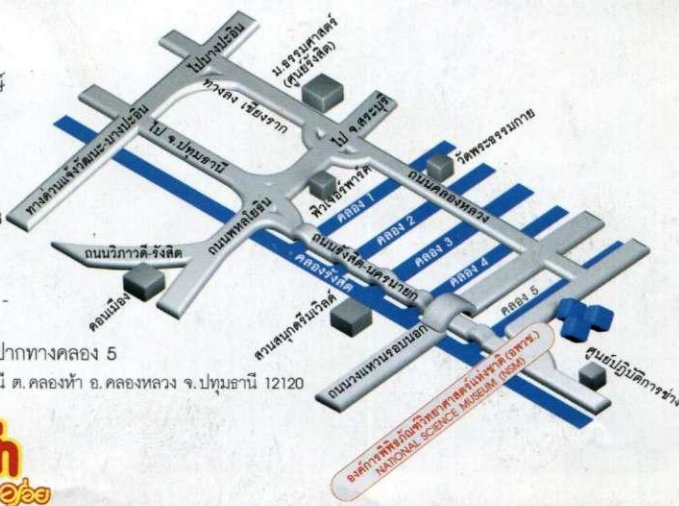 ไปบางปะอิน
ม.ธรรมศาสตร์
(ศูนย์รังสิต)
ทางลง เชียงราก
ไป จ.สระบุรี
ทางด่วนแจ้งวัฒนะ-บางปะอิน
ไป จ.ปทุมธานี
วัดพระธรรมกาย
ฟิวเจอร์พาร์ค
ถนนคลองหลวง
คลอง 1
คลอง 2
คลอง 3
คลอง 4
คลอง 5
ถนนพหลโยธิน
ถนนรังสิต-นครนายก
คลองรังสิต
ถนนวิภาวดี-รังสิต
ดอนเมือง
สวนสนุกดรีมเวิลด์
ถนนวงแหวนรอบนอก
ศูนย์ปฏิบัติการช่าง
องค์การพิพิธภัณฑ์วิทยาศาสตร์แห่งชาติ (อพวช.)
NATIONAL SCIENCE MUSEUM (NSM)
ปากทางคลอง 5
ต.คลองห้า อ.คลองหลวง จ.ปทุมธานี 12120